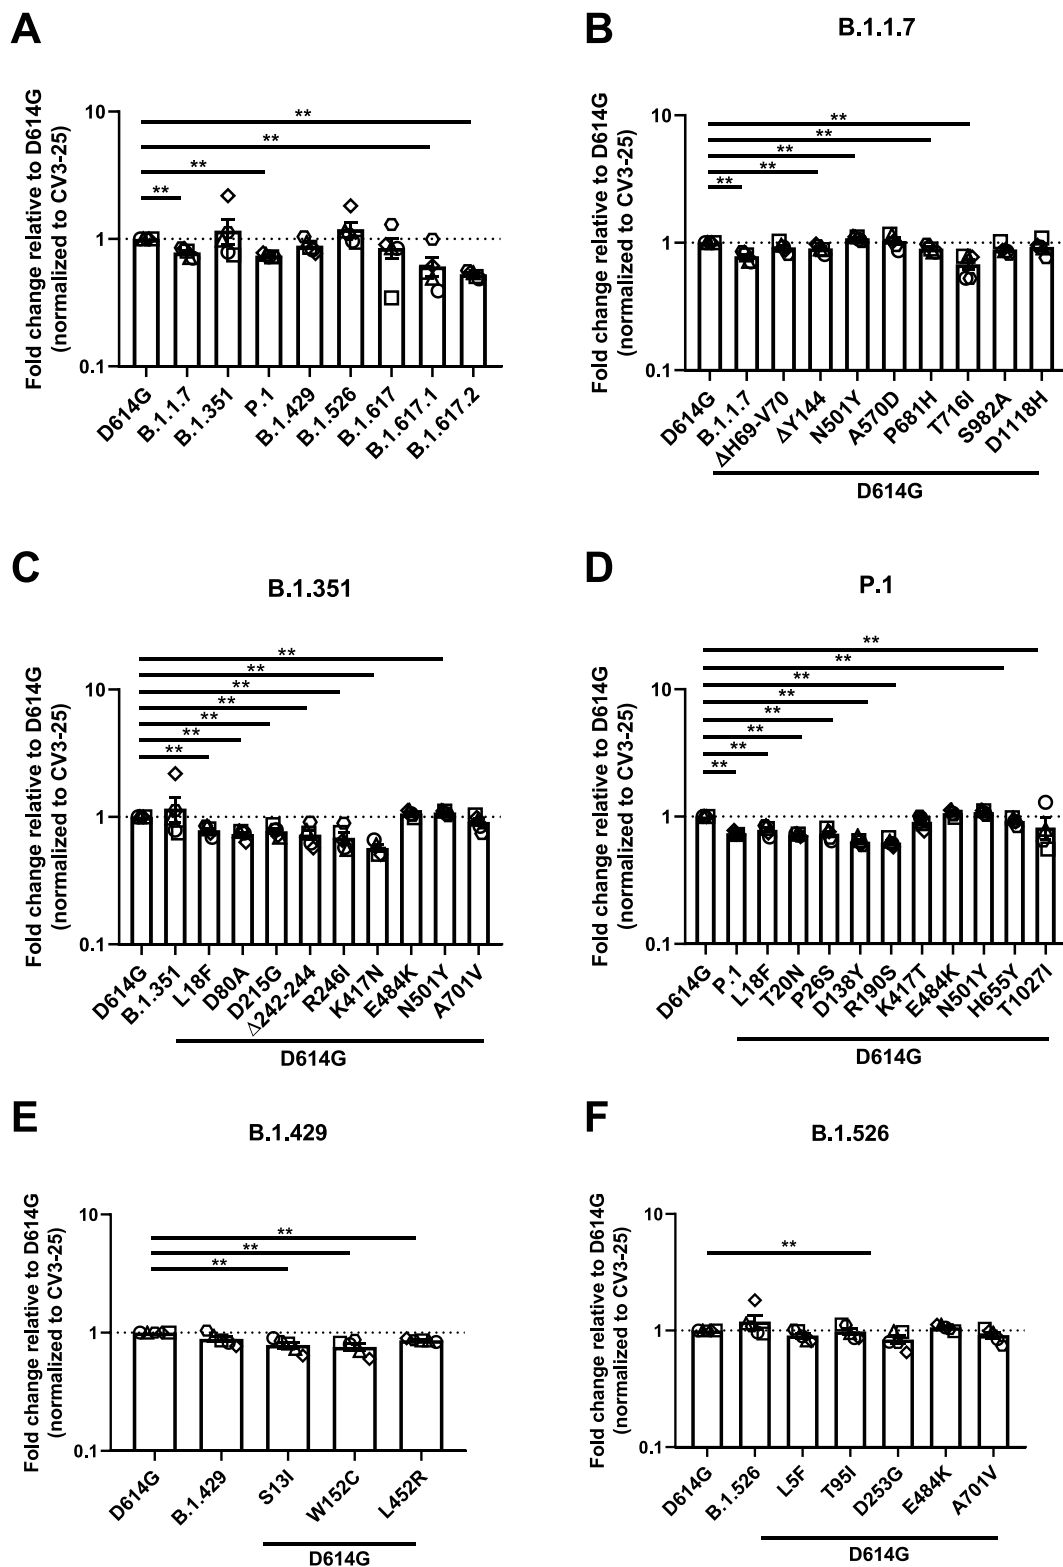 A
Fold change relative to D614G
(normalized to CV3-25)
10
1
0.1
**
**
**
**
D614G
B.1.1.7
B.1.351
P.1
B.1.429
B.1.526
B.1.617
B.1.617.1
B.1.617.2
B
B.1.1.7
Fold change relative to D614G
(normalized to CV3-25)
10
1
0.1
**
**
**
**
**
D614G
B.1.1.7
ΔH69-V70
ΔY144
N501Y
A570D
P681H
T716I
S982A
D1118H
D614G
C
B.1.351
Fold change relative to D614G
(normalized to CV3-25)
10
1
0.1
**
**
**
**
**
**
**
D614G
B.1.351
L18F
D80A
D215G
Δ242-244
R246I
K417N
E484K
N501Y
A701V
D614G
D
P.1
Fold change relative to D614G
(normalized to CV3-25)
10
1
0.1
**
**
**
**
**
**
**
**
D614G
P.1
L18F
T20N
P26S
D138Y
R190S
K417T
E484K
N501Y
H655Y
T1027I
D614G
E
B.1.429
Fold change relative to D614G
(normalized to CV3-25)
10
1
0.1
**
**
**
D614G
B.1.429
S13I
W152C
L452R
D614G
F
B.1.526
Fold change relative to D614G
(normalized to CV3-25)
10
1
0.1
**
D614G
B.1.526
L5F
T95I
D253G
E484K
A701V
D614G